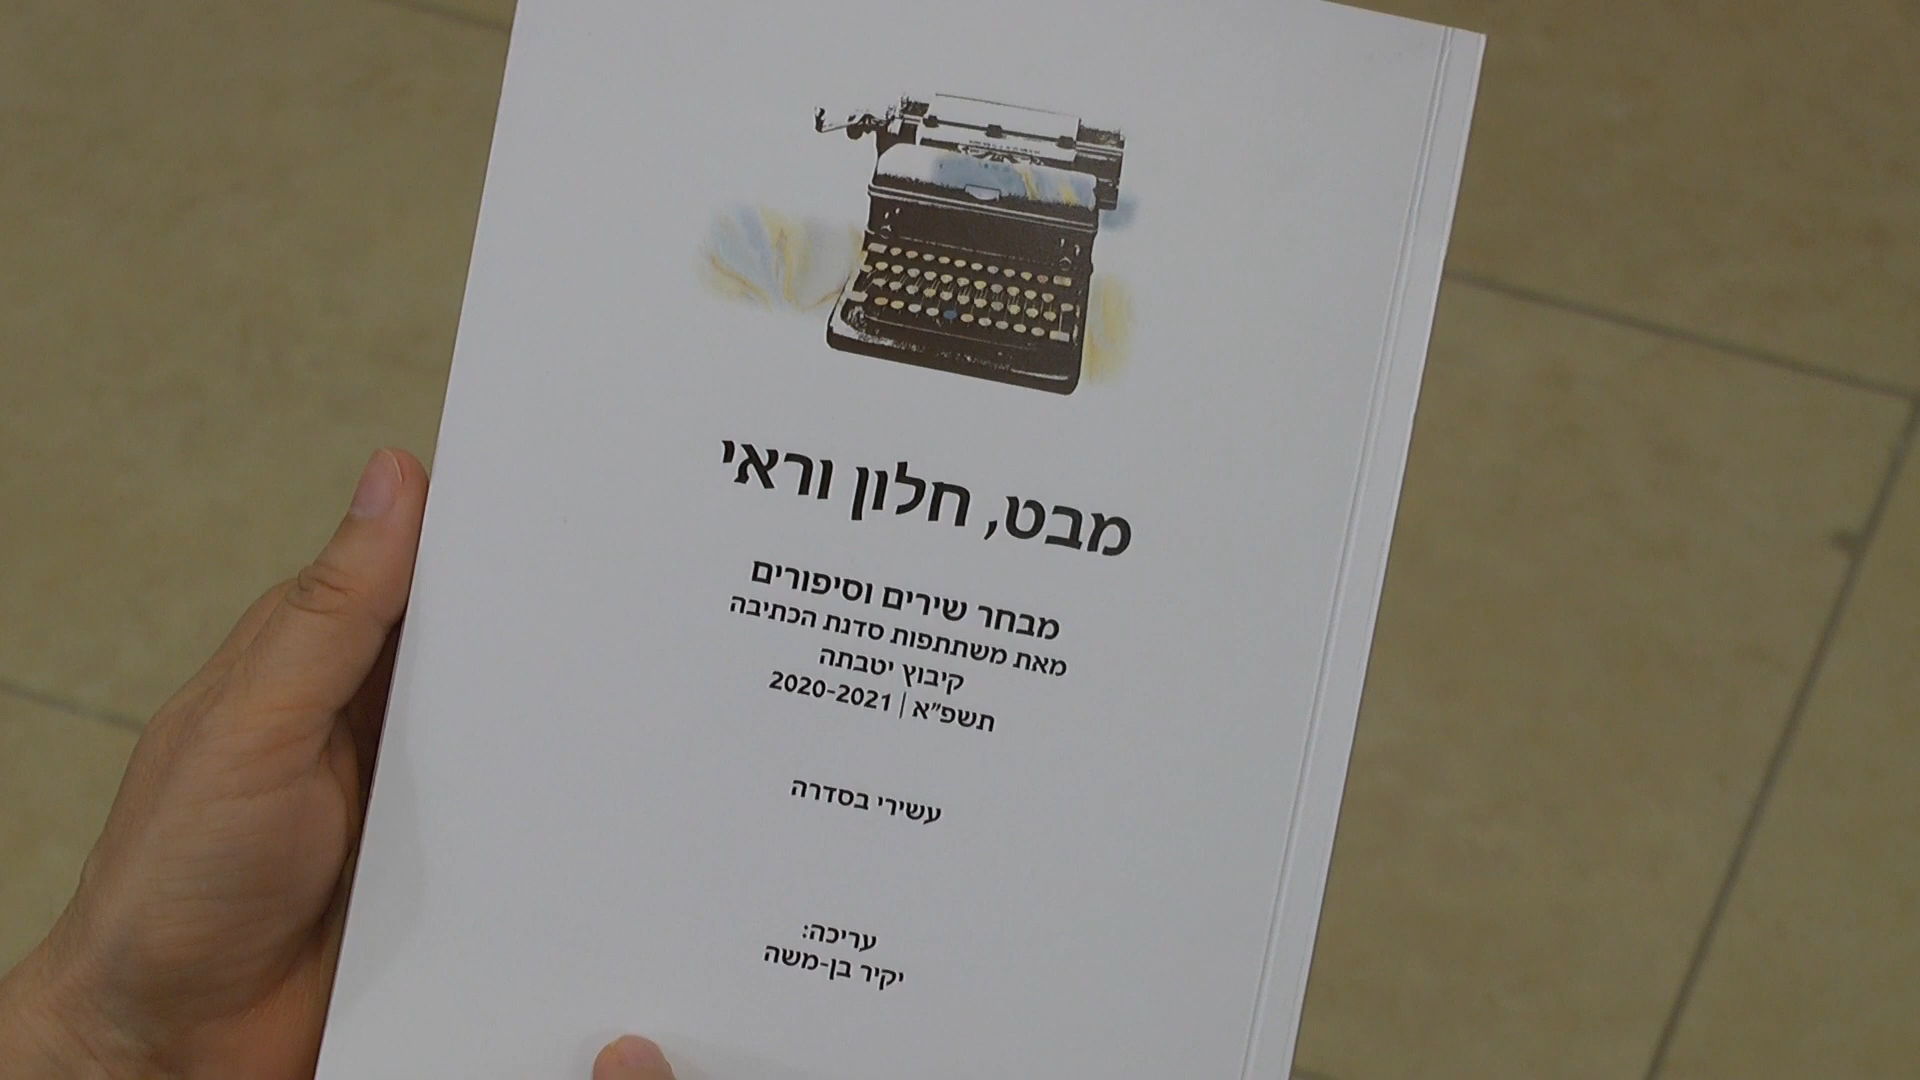 מבט, חלון וראי
מבחר שירים וסיפורים
מאת משתתפות סדנת הכתיבה
קיבוץ יטבתה
תשפ"א | 2020-2021
עשירי בסדרה
עריכה:
יקיר בן-משה